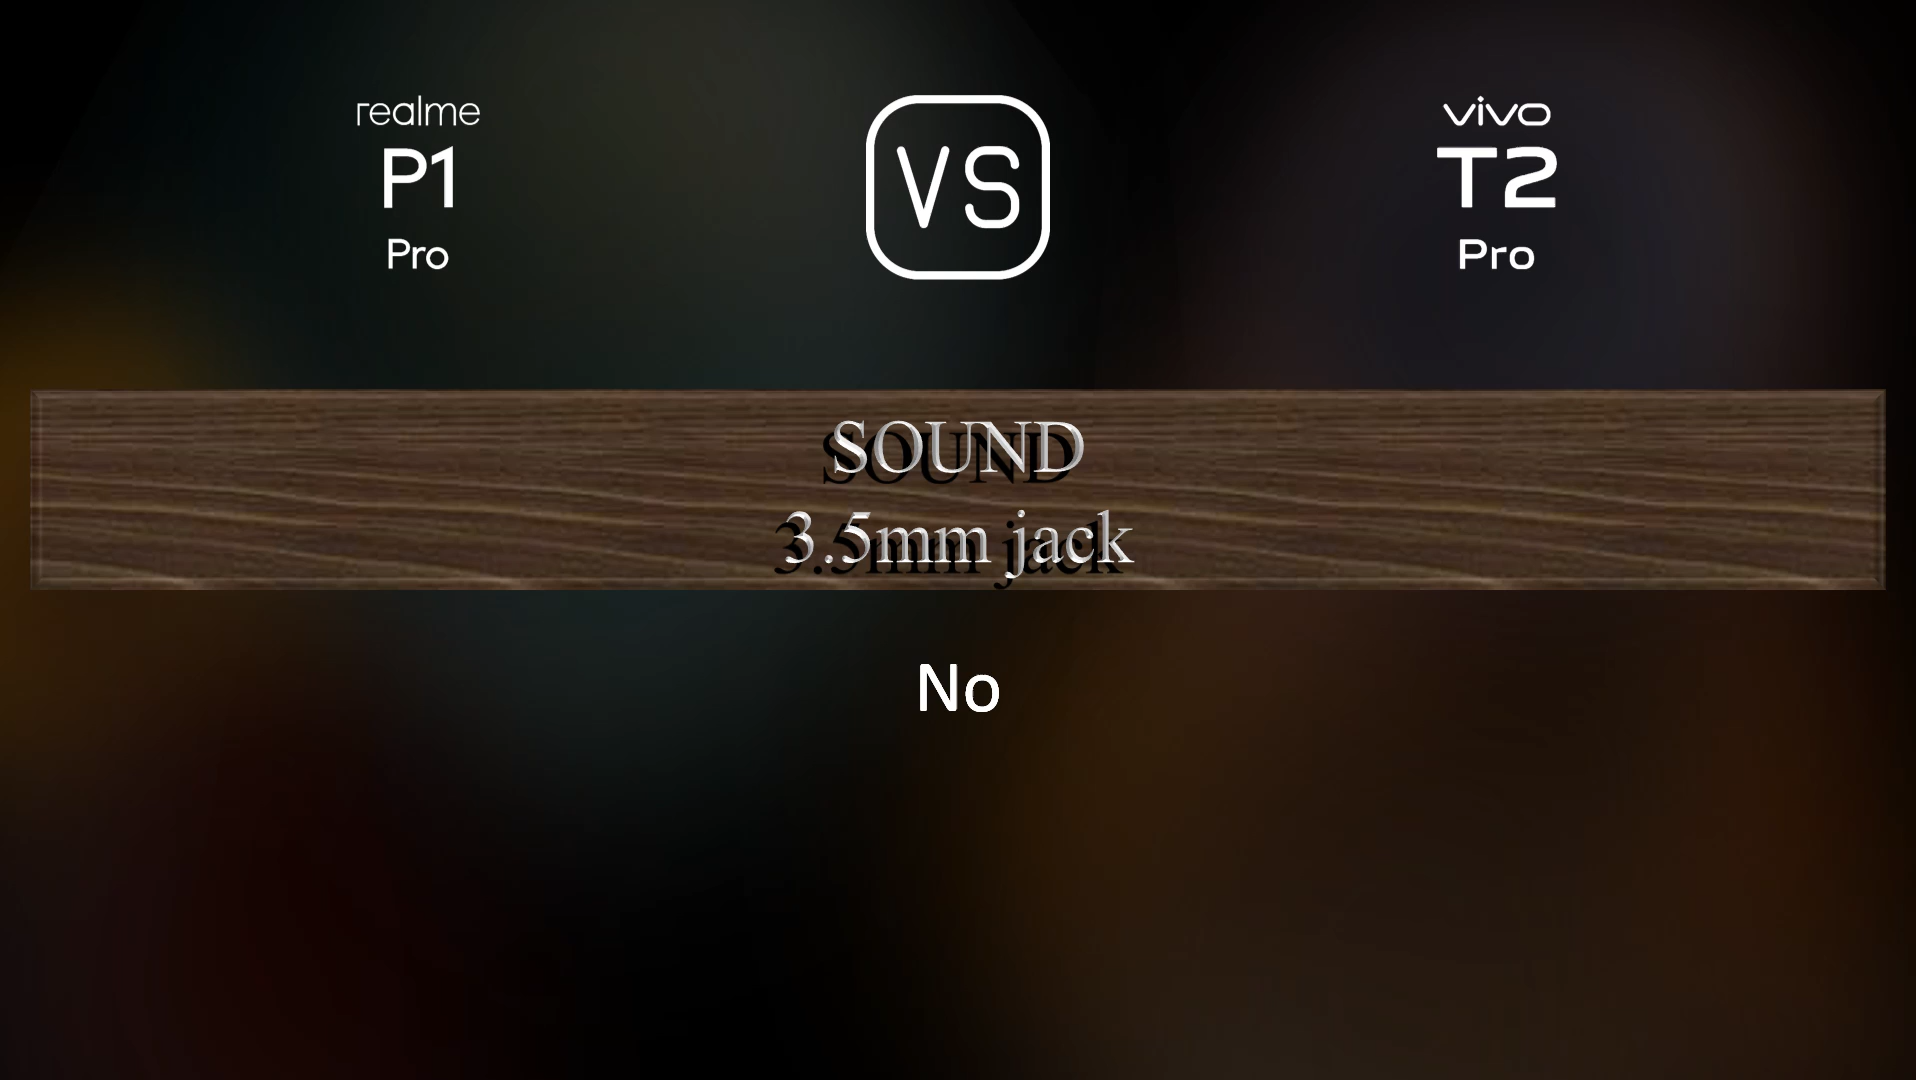 realme
P1
Pro
VS
vivo
T2
Pro
SOUND
3.5mm jack
No